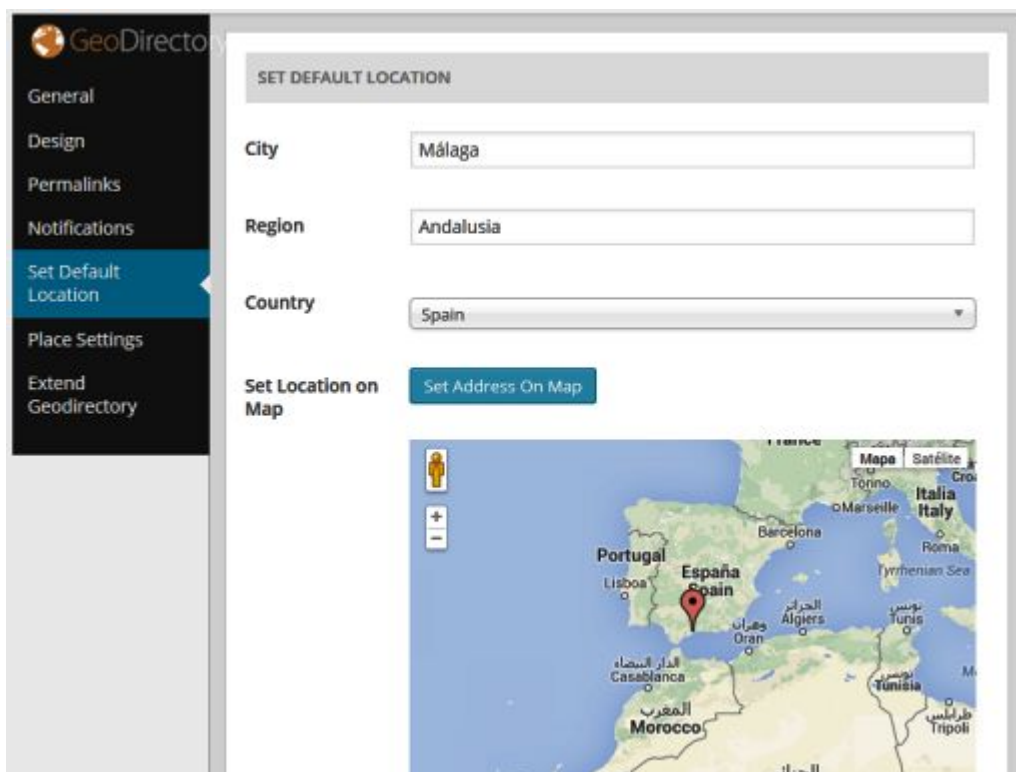 GeoDirectory
General
Design
Permalinks
Notifications
Set Default
Location
Place Settings
Extend
Geodirectory
SET DEFAULT LOCATION
City
Málaga
Region
Andalusia
Country
Spain
Set Location on
Map
Set Address On Map
France
Mapa
Satélite
Torino
Cro
Marseille
Italia
Italy
Barcelona
Roma
Portugal
España
Spain
Tyrrhenian Sea
Lisboa
الجزائر
Algiers
تونس
Tunis
وهران
Oran
الدار البيضاء
Casablanca
تونس
Tunisia
M
المغرب
Morocco
طرابلس
Tripoli